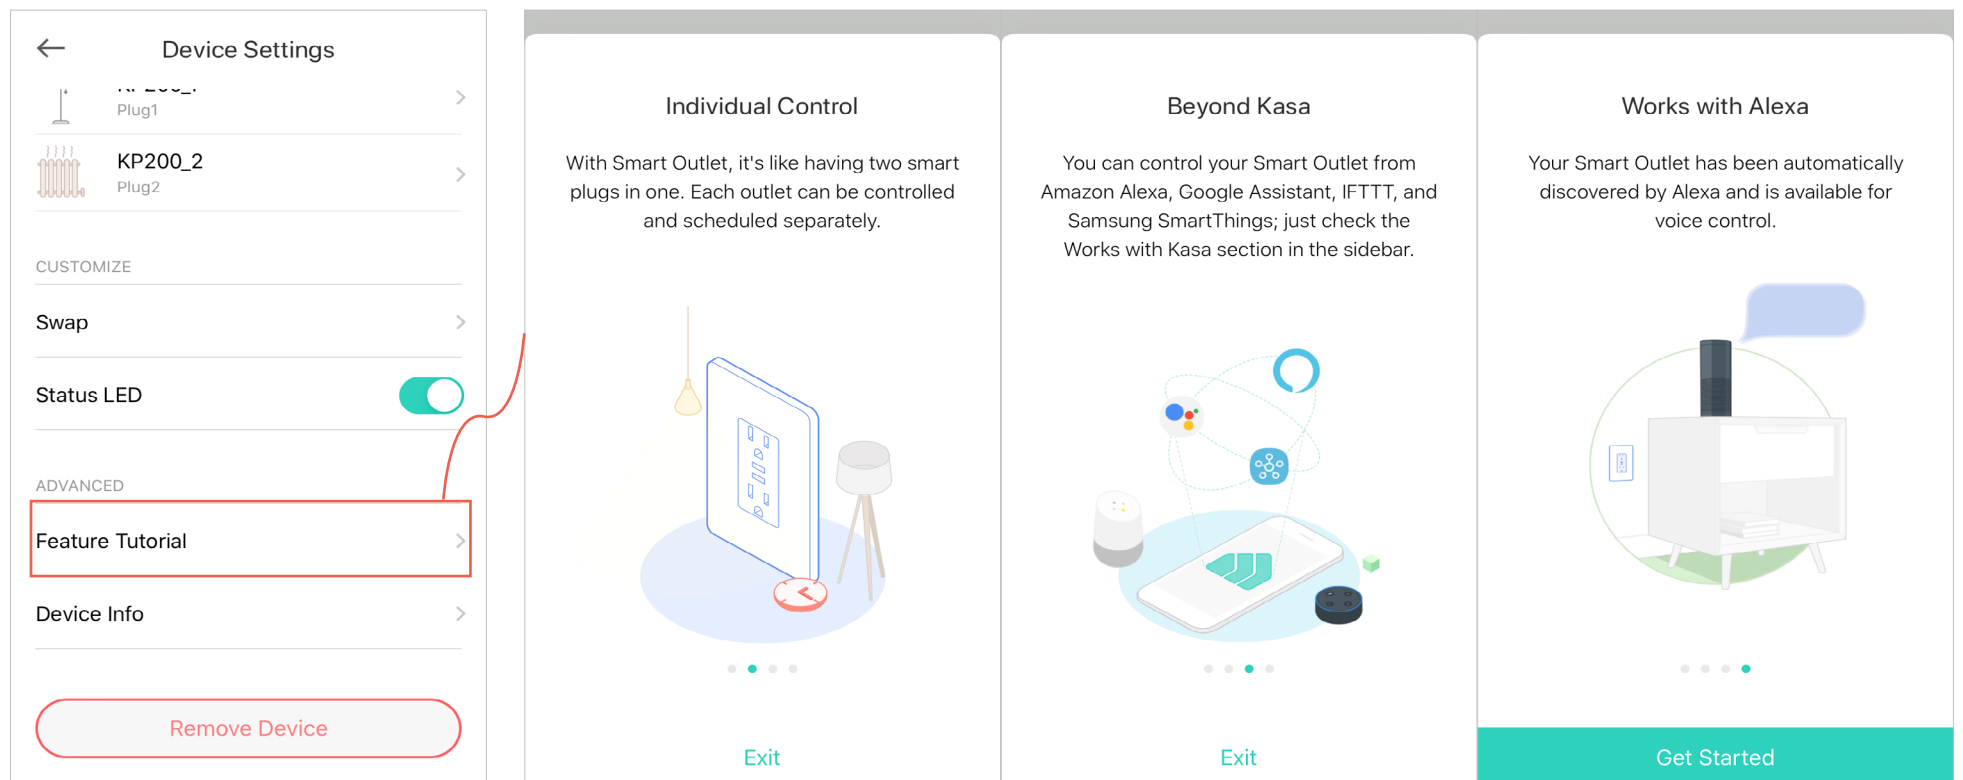 Device Settings
Plug1
KP200_2
Plug2
CUSTOMIZE
Swap
Status LED
ADVANCED
Feature Tutorial
Device Info
Remove Device
Individual Control
With Smart Outlet, it's like having two smart
plugs in one. Each outlet can be controlled
and scheduled separately.
Exit
Beyond Kasa
You can control your Smart Outlet from
Amazon Alexa, Google Assistant, IFTTT, and
Samsung SmartThings; just check the
Works with Kasa section in the sidebar.
Exit
Works with Alexa
Your Smart Outlet has been automatically
discovered by Alexa and is available for
voice control.
Get Started